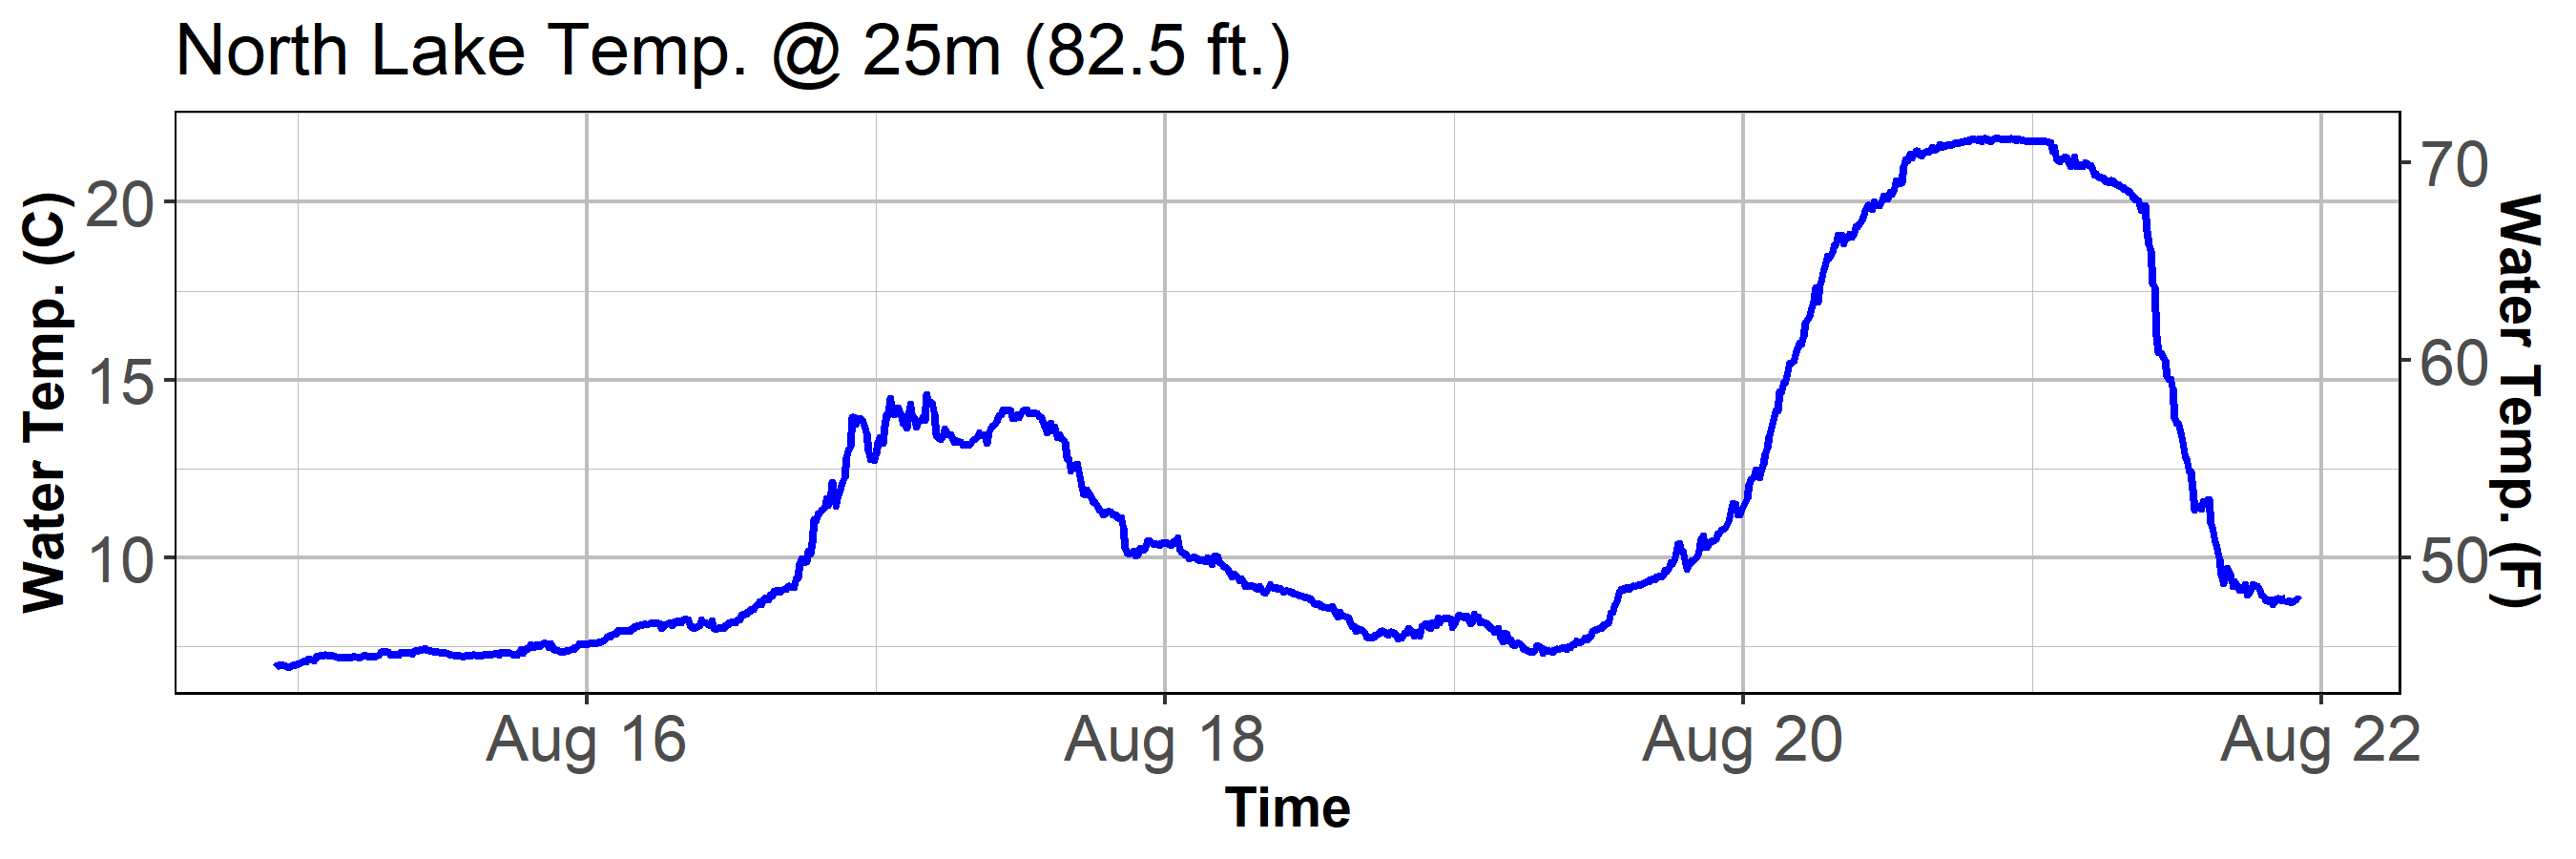 North Lake Temp. @ 25m (82.5 ft.)
Water Temp. (C)
20
15
10
70
60
50
Water Temp. (F)
Aug 16
Aug 18
Aug 20
Aug 22
Time